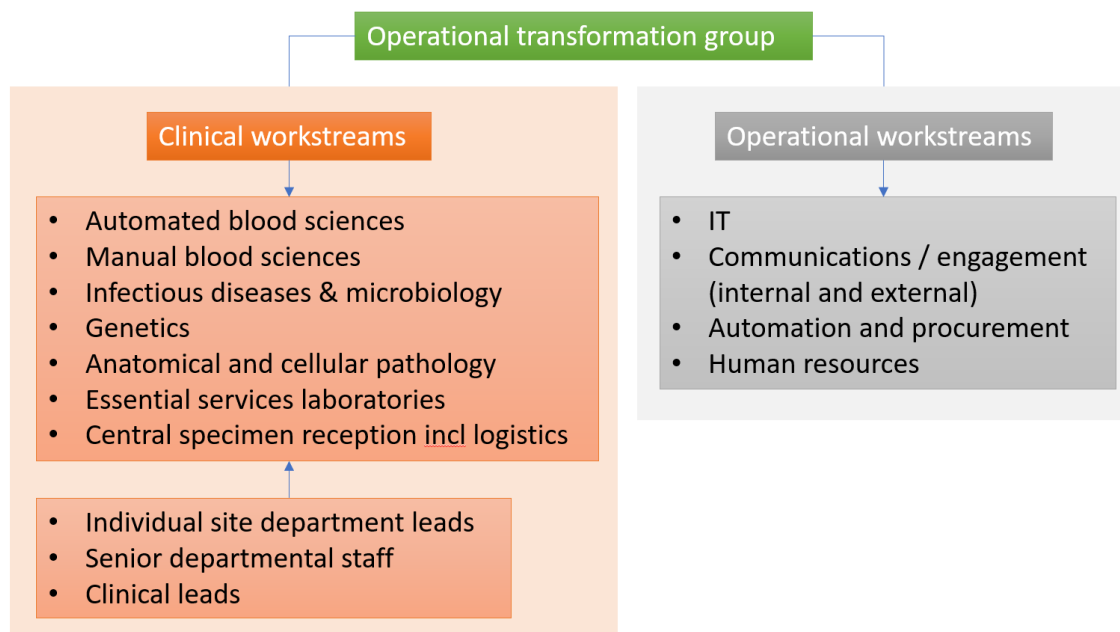 Operational transformation group
Clinical workstreams
• Automated blood sciences
• Manual blood sciences
• Infectious diseases & microbiology
• Genetics
• Anatomical and cellular pathology
• Essential services laboratories
• Central specimen reception incl logistics
• Individual site department leads
• Senior departmental staff
• Clinical leads
Operational workstreams
• IT
• Communications / engagement
(internal and external)
• Automation and procurement
• Human resources